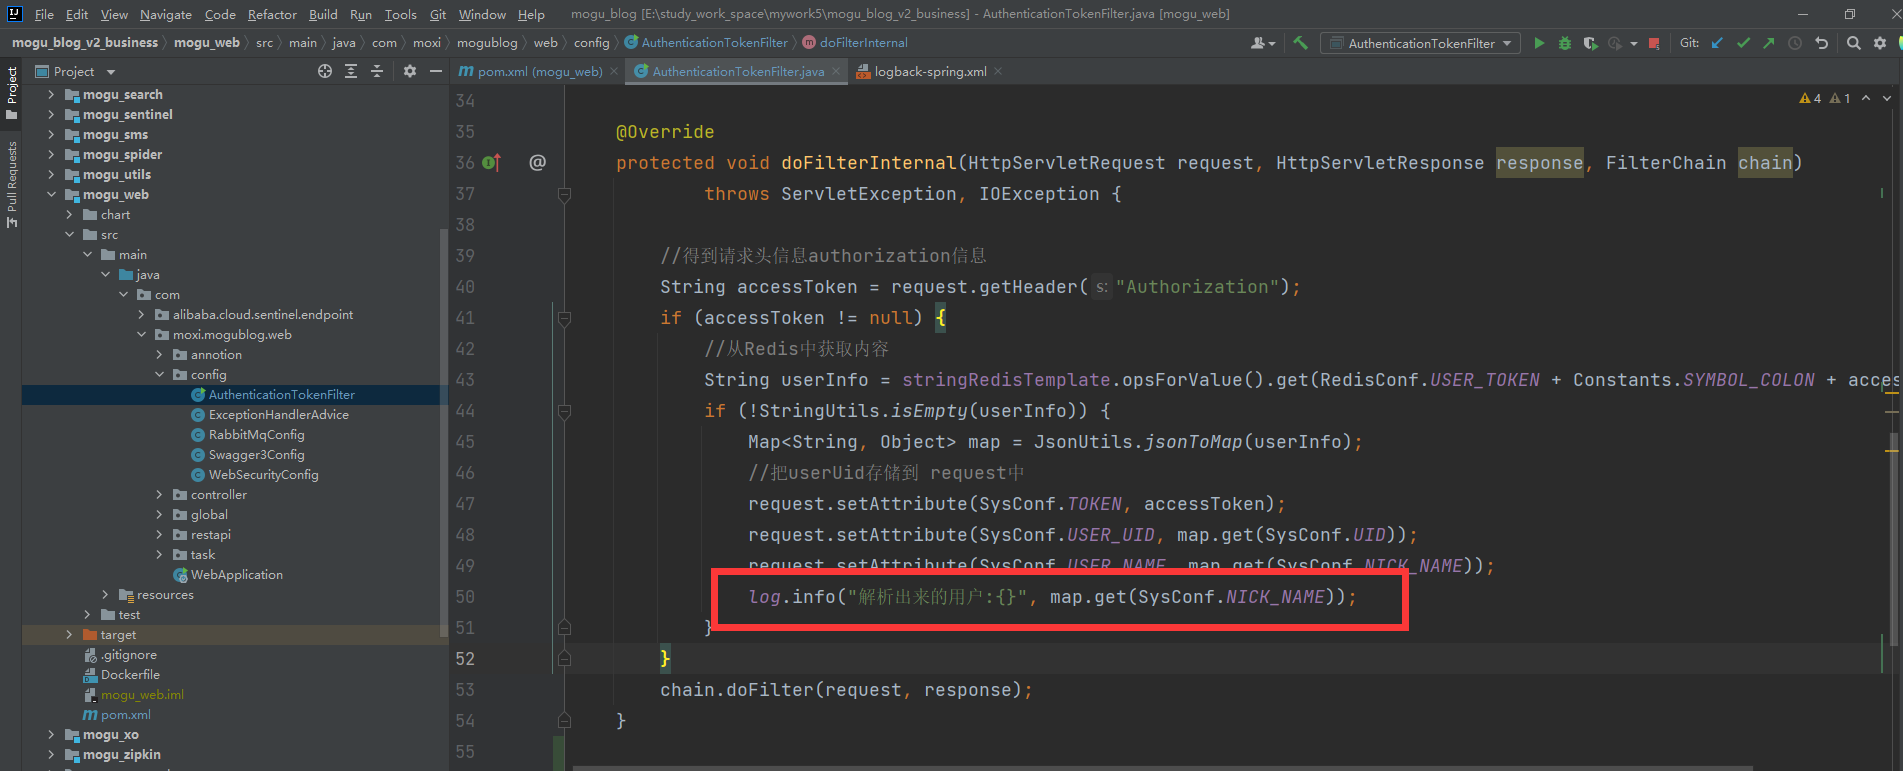 File Edit View Navigate Code Refactor Build Run Tools Git Window Help mogu_blog [E:\study_work_space\mywork5\mogu_blog_v2_business] - AuthenticationTokenFilter.java [mogu_web]
mogu_blog_v2_business mogu_web src main java com moxi mogublog web config AuthenticationTokenFilter doFilterInternal AuthenticationTokenFilter Git:
Project
Pull Requests
Project
pom.xml (mogu_web) AuthenticationTokenFilter.java logback-spring.xml
mogu_search
mogu_sentinel
mogu_sms
mogu_spider
mogu_utils
mogu_web
chart
src
main
java
com
alibaba.cloud.sentinel.endpoint
moxi.mogublog.web
annotion
config
AuthenticationTokenFilter
ExceptionHandlerAdvice
RabbitMqConfig
Swagger3Config
WebSecurityConfig
controller
global
restapi
task
WebApplication
resources
test
target
.gitignore
Dockerfile
mogu_web.iml
pom.xml
mogu_xo
mogu_zipkin
4 1
34
35 @Override
36 @ protected void doFilterInternal(HttpServletRequest request, HttpServletResponse response, FilterChain chain)
37 throws ServletException, IOException {
38
39 //得到请求头信息authorization信息
40 String accessToken = request.getHeader( s: "Authorization");
41 if (accessToken != null) {
42 //从Redis中获取内容
43 String userInfo = stringRedisTemplate.opsForValue().get(RedisConf.USER_TOKEN + Constants.SYMBOL_COLON + acces
44 if (!StringUtils.isEmpty(userInfo)) {
45 Map<String, Object> map = JsonUtils.jsonToMap(userInfo);
46 //把userUid存储到 request中
47 request.setAttribute(SysConf.TOKEN, accessToken);
48 request.setAttribute(SysConf.USER_UID, map.get(SysConf.UID));
49 request.setAttribute(SysConf.USER_NAME, map.get(SysConf.NICK_NAME));
50 log.info("解析出来的用户:{}", map.get(SysConf.NICK_NAME));
51 }
52 }
53 chain.doFilter(request, response);
54 }
55